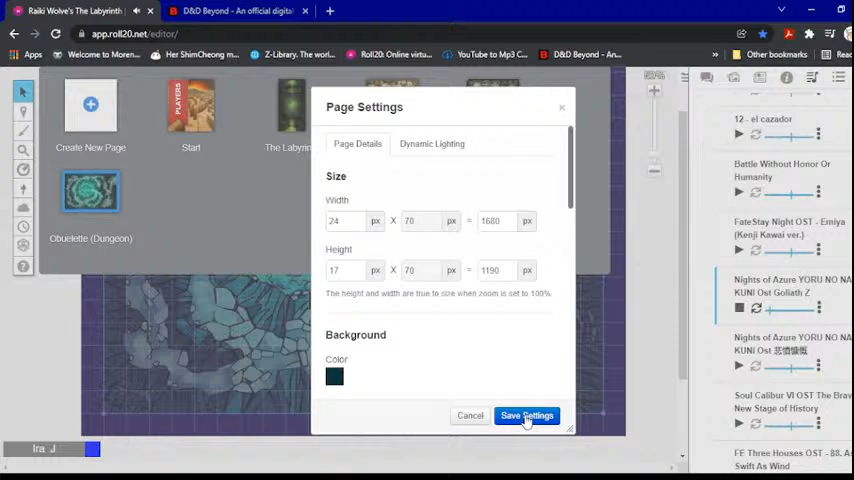 Raiki Wolve's The Labyrinth
D&D Beyond - An official digital
app.roll20.net/editor/
Apps
Welcome to Moren...
Her ShimCheong m...
Z-Library. The worl...
Roll20: Online virtu...
YouTube to Mp3 C...
D&D Beyond - An...
Other bookmarks
59%
Create New Page
PLAYERS
Start
The Labyrin
Obuelette (Dungeon)
Page Settings
Page Details
Dynamic Lighting
Size
Width
24 px X 70 px = 1680 px
Height
17 px X 70 px = 1190 px
The height and width are true to size when zoom is set to 100%.
Background
Color
Cancel
Save Settings
Ira J
12 - el cazador
Battle Without Honor Or
Humanity
FateStay Night OST - Emiya
(Kenji Kawai ver.)
Nights of Azure YORU NO NA
KUNI Ost Goliath Z
Nights of Azure YORU NO NA
KUNI Ost
Soul Calibur VI OST The Brav
New Stage of History
FE Three Houses OST - 88. As
Swift As Wind